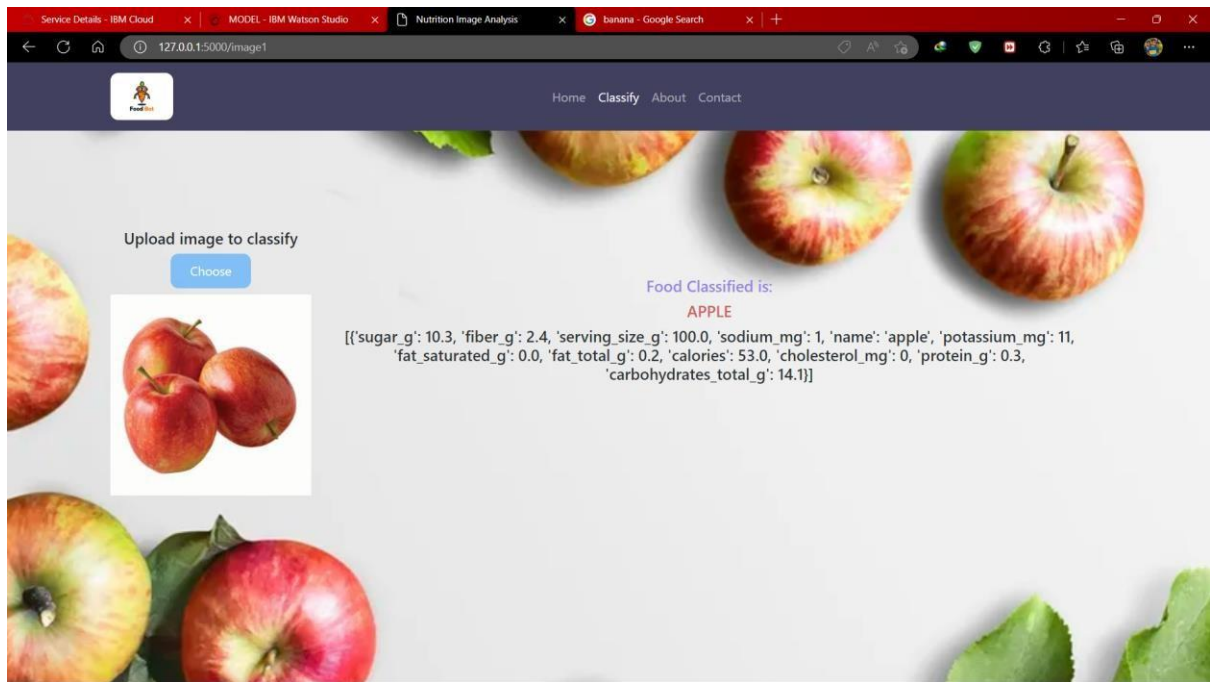 Service Details - IBM Cloud
MODEL - IBM Watson Studio
Nutrition Image Analysis
banana - Google Search
127.0.0.1:5000/image1
Food Bot
Home Classify About Contact
Upload image to classify
Choose
Food Classified is:
APPLE
[{'sugar_g': 10.3, 'fiber_g': 2.4, 'serving_size_g': 100.0, 'sodium_mg': 1, 'name': 'apple', 'potassium_mg': 11,
'fat_saturated_g': 0.0, 'fat_total_g': 0.2, 'calories': 53.0, 'cholesterol_mg': 0, 'protein_g': 0.3,
'carbohydrates_total_g': 14.1}]